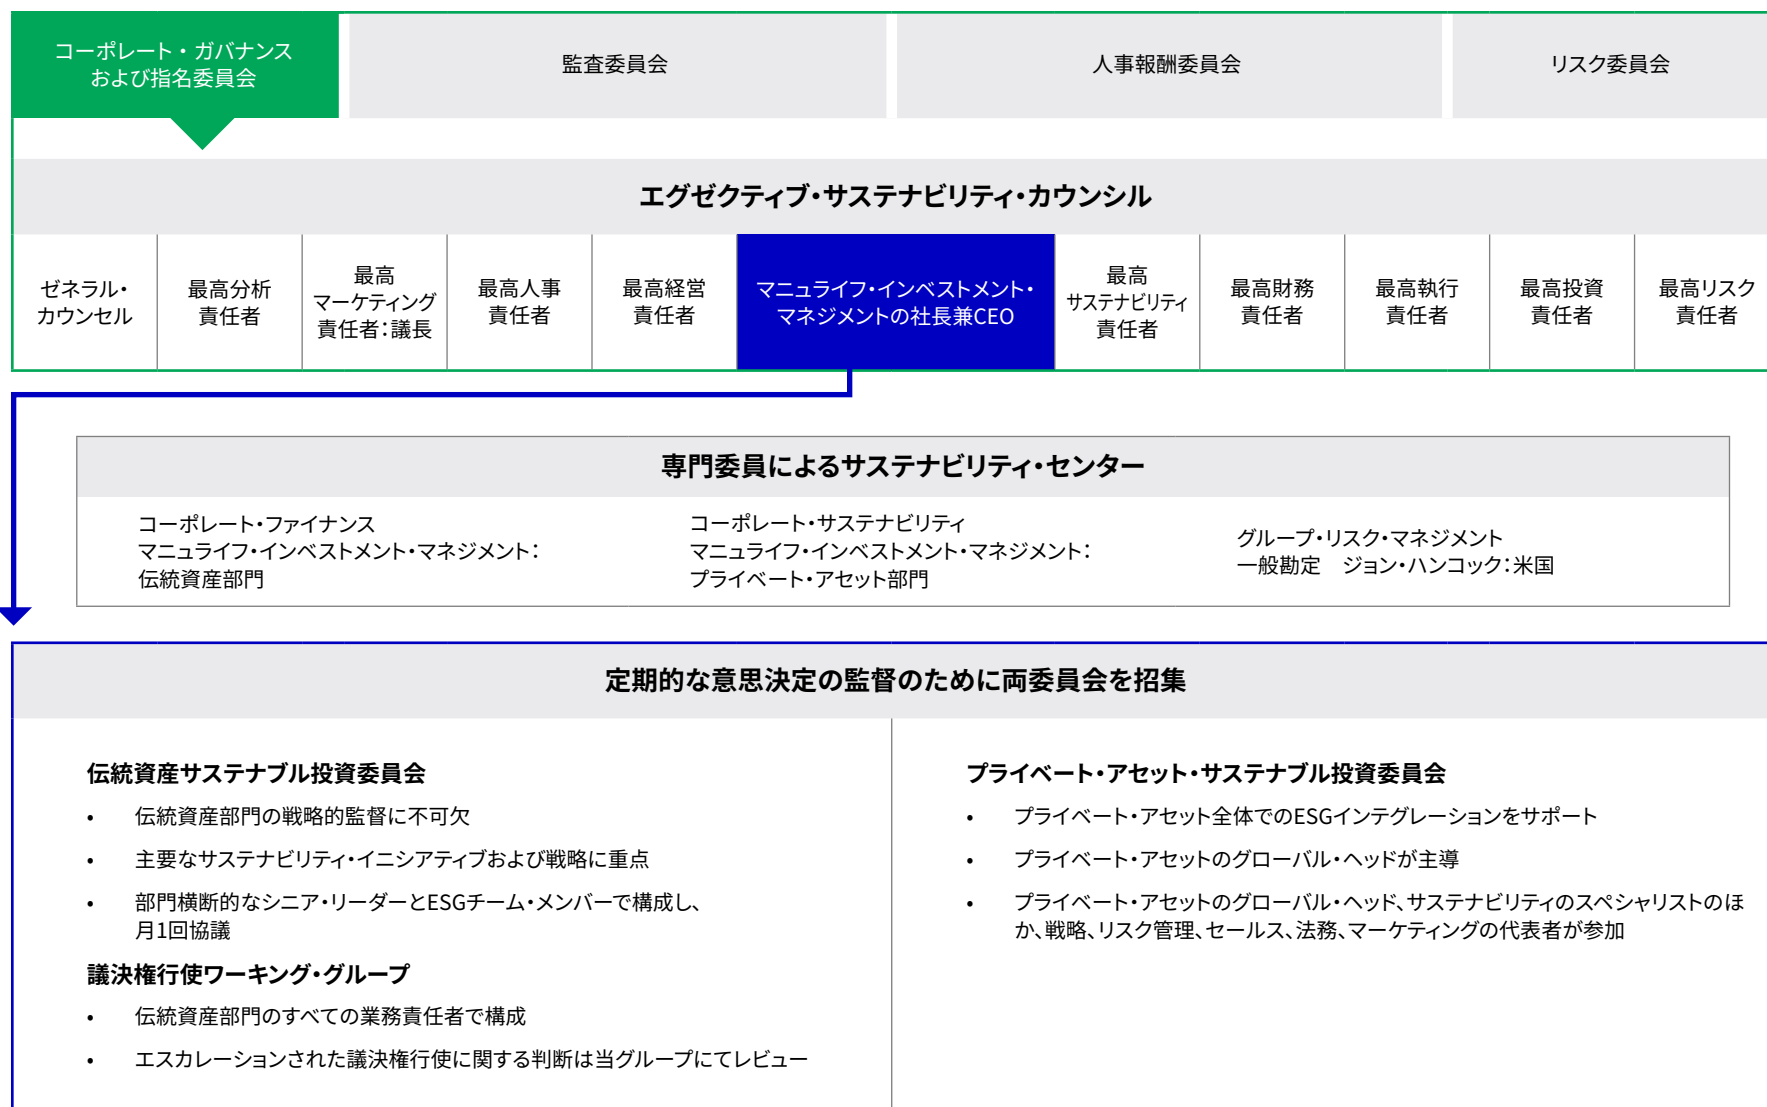 コーポレート・ガバナンス
および指名委員会
監査委員会
人事報酬委員会
リスク委員会
エグゼクティブ・サステナビリティ・カウンシル
ゼネラル・
カウンセル
最高分析
責任者
最高
マーケティング
責任者：議長
最高人事
責任者
最高経営
責任者
マニュライフ・インベストメント・
マネジメントの社長兼CEO
最高
サステナビリティ
責任者
最高財務
責任者
最高執行
責任者
最高投資
責任者
最高リスク
責任者
専門委員によるサステナビリティ・センター
コーポレート・ファイナンス
マニュライフ・インベストメント・マネジメント：
伝統資産部門
コーポレート・サステナビリティ
マニュライフ・インベストメント・マネジメント：
プライベート・アセット部門
グループ・リスク・マネジメント
一般勘定　ジョン・ハンコック：米国
定期的な意思決定の監督のために両委員会を招集
伝統資産サステナブル投資委員会
• 伝統資産部門の戦略的監督に不可欠
• 主要なサステナビリティ・イニシアティブおよび戦略に重点
• 部門横断的なシニア・リーダーとESGチーム・メンバーで構成し、
月1回協議
議決権行使ワーキング・グループ
• 伝統資産部門のすべての業務責任者で構成
• エスカレーションされた議決権行使に関する判断は当グループにてレビュー
プライベート・アセット・サステナブル投資委員会
• プライベート・アセット全体でのESGインテグレーションをサポート
• プライベート・アセットのグローバル・ヘッドが主導
• プライベート・アセットのグローバル・ヘッド、サステナビリティのスペシャリストのほ
か、戦略、リスク管理、セールス、法務、マーケティングの代表者が参加